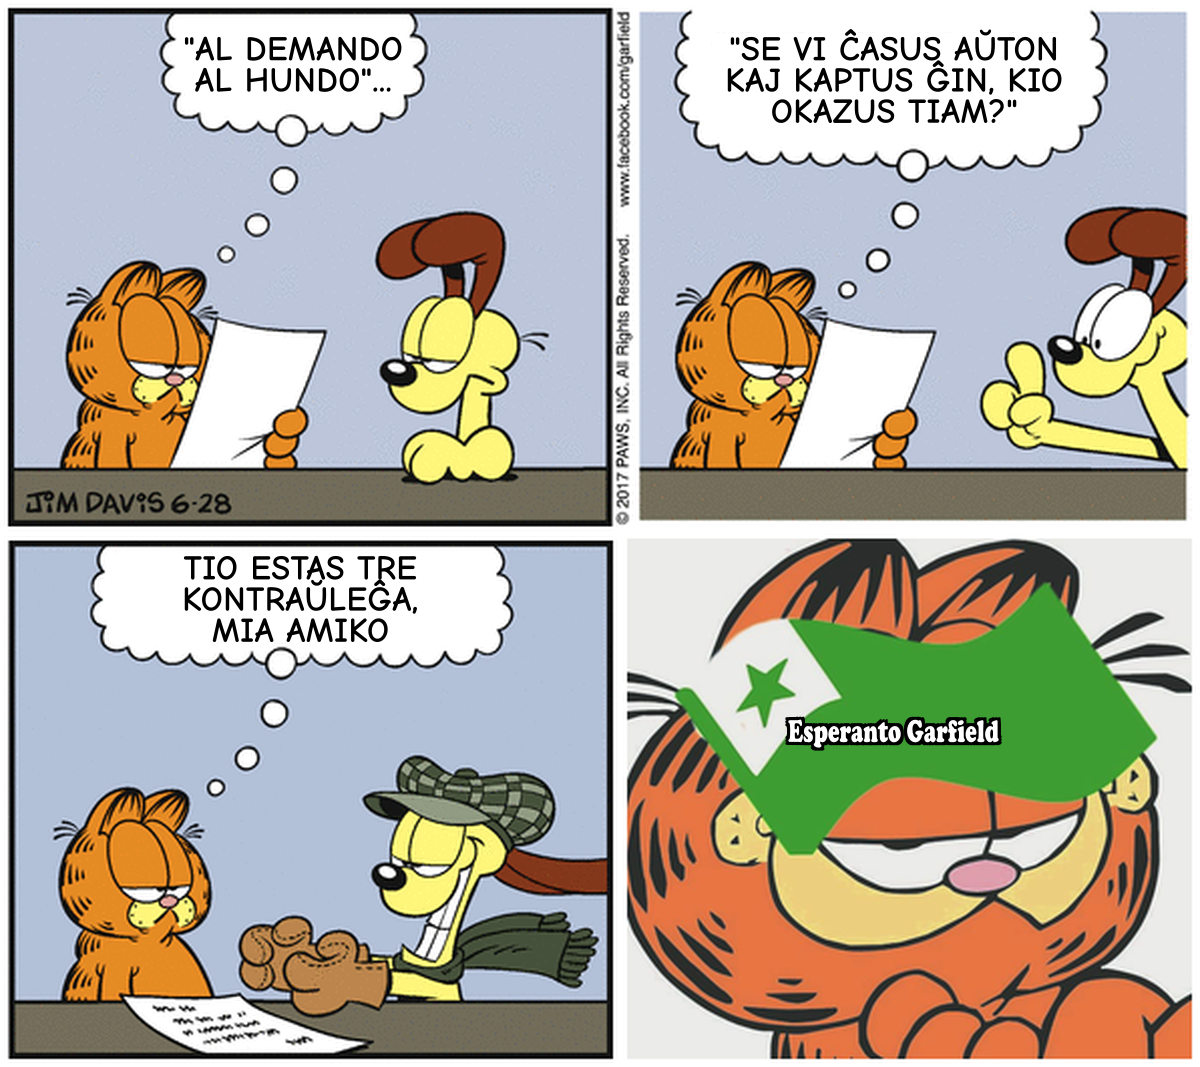 "AL DEMANDO
AL HUNDO"...
"SE VI ĈASUS AŬTON
KAJ KAPTUS ĜIN, KIO
OKAZUS TIAM?"
JIM DAVIS 6-28
© 2017 PAWS, INC. All Rights Reserved. www.facebook.com/garfield
TIO ESTAS TRE
KONTRAŬLEĜA,
MIA AMIKO
Esperanto Garfield